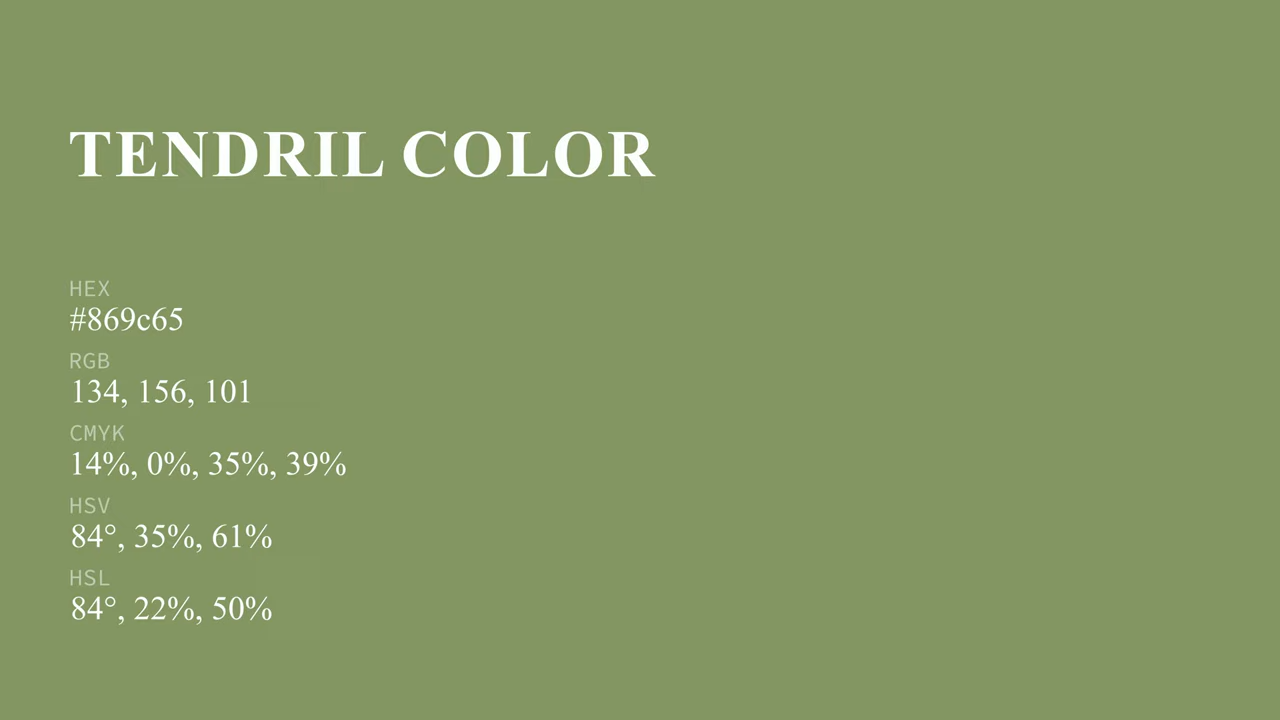 TENDRIL COLOR
HEX
#869c65
RGB
134, 156, 101
CMYK
14%, 0%, 35%, 39%
HSV
84°, 35%, 61%
HSL
84°, 22%, 50%